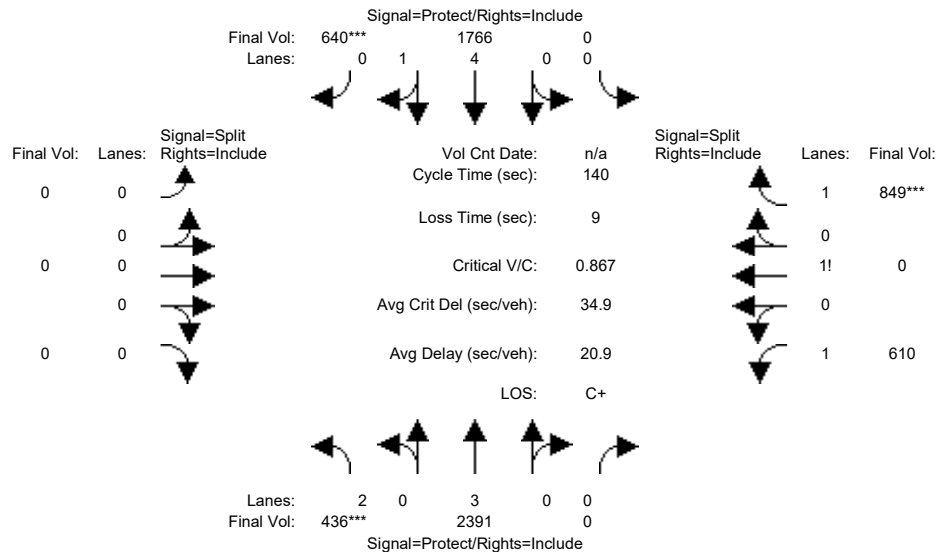 Signal=Protect/Rights=Include
Final Vol: 640*** 1766 0
Lanes: 0 1 4 0 0
Signal=Split Signal=Split
Final Vol: Lanes: Rights=Include Vol Cnt Date: n/a Rights=Include Lanes: Final Vol:
Cycle Time (sec): 140
0 0 1 849***
Loss Time (sec): 9
0 0
0 0 Critical V/C: 0.867 1! 0
0 Avg Crit Del (sec/veh): 34.9 0
0 0 Avg Delay (sec/veh): 20.9 1 610
LOS: C+
Lanes: 2 0 3 0 0
Final Vol: 436*** 2391 0
Signal=Protect/Rights=Include